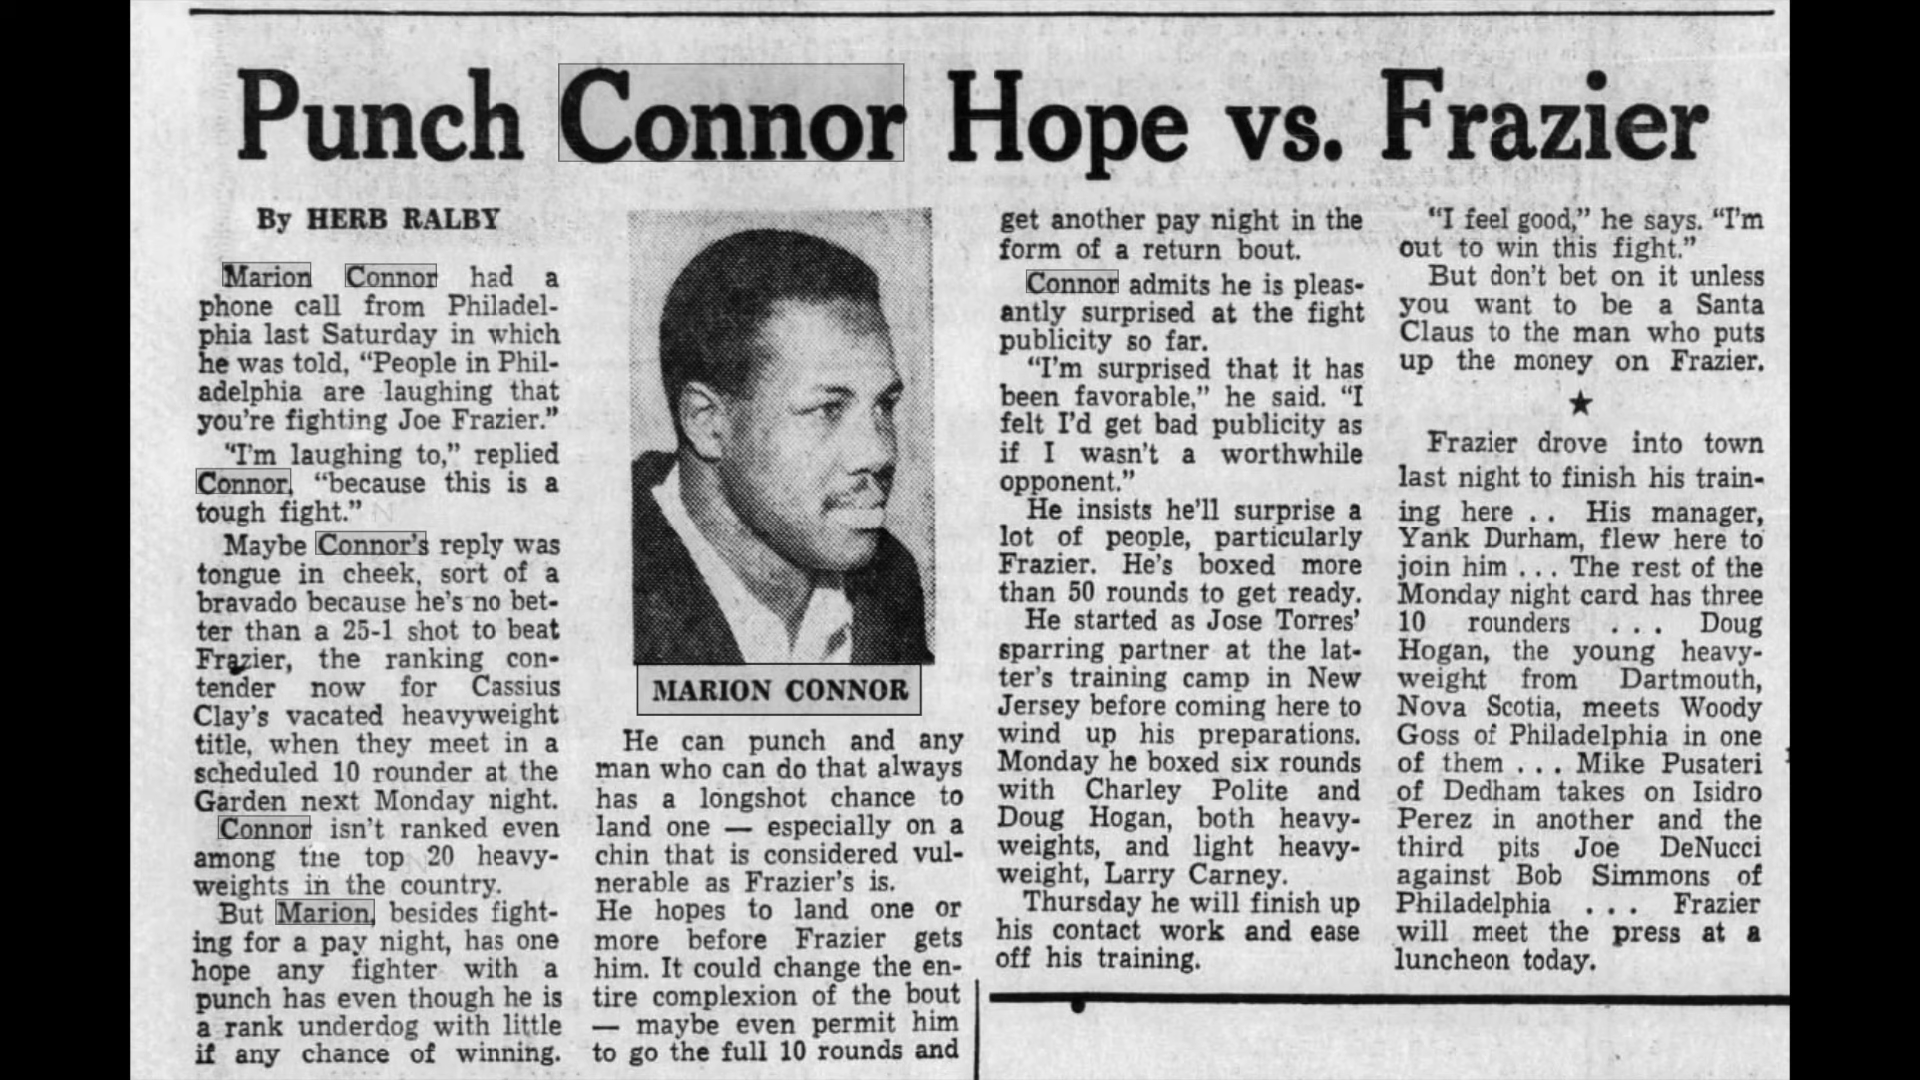 Punch Connor Hope vs. Frazier
By HERB RALBY
Marion Connor had a
phone call from Philadel-
phia last Saturday in which
he was told, “People in Phil-
adelphia are laughing that
you’re fighting Joe Frazier.”
“I’m laughing to,” replied
Connor, “because this is a
tough fight.”
Maybe Connor’s reply was
tongue in cheek, sort of a
bravado because he’s no bet-
ter than a 25-1 shot to beat
Frazier, the ranking con-
tender now for Cassius
Clay’s vacated heavyweight
title, when they meet in a
scheduled 10 rounder at the
Garden next Monday night.
Connor isn’t ranked even
among the top 20 heavy-
weights in the country.
But Marion, besides fight-
ing for a pay night, has one
hope any fighter with a
punch has even though he is
a rank underdog with little
if any chance of winning.
MARION CONNOR
He can punch and any
man who can do that always
has a longshot chance to
land one — especially on a
chin that is considered vul-
nerable as Frazier’s is.
He hopes to land one or
more before Frazier gets
him. It could change the en-
tire complexion of the bout
— maybe even permit him
to go the full 10 rounds and
get another pay night in the
form of a return bout.
Connor admits he is pleas-
antly surprised at the fight
publicity so far.
“I’m surprised that it has
been favorable,” he said. “I
felt I’d get bad publicity as
if I wasn’t a worthwhile
opponent.”
He insists he’ll surprise a
lot of people, particularly
Frazier. He’s boxed more
than 50 rounds to get ready.
He started as Jose Torres’
sparring partner at the lat-
ter’s training camp in New
Jersey before coming here to
wind up his preparations.
Monday he boxed six rounds
with Charley Polite and
Doug Hogan, both heavy-
weights, and light heavy-
weight, Larry Carney.
Thursday he will finish up
his contact work and ease
off his training.
“I feel good,” he says. “I’m
out to win this fight.”
But don’t bet on it unless
you want to be a Santa
Claus to the man who puts
up the money on Frazier.
★
Frazier drove into town
last night to finish his train-
ing here . . His manager,
Yank Durham, flew here to
join him . . . The rest of the
Monday night card has three
10 rounders . . . Doug
Hogan, the young heavy-
weight from Dartmouth,
Nova Scotia, meets Woody
Goss of Philadelphia in one
of them . . . Mike Pusateri
of Dedham takes on Isidro
Perez in another and the
third pits Joe DeNucci
against Bob Simmons of
Philadelphia . . . Frazier
will meet the press at a
luncheon today.